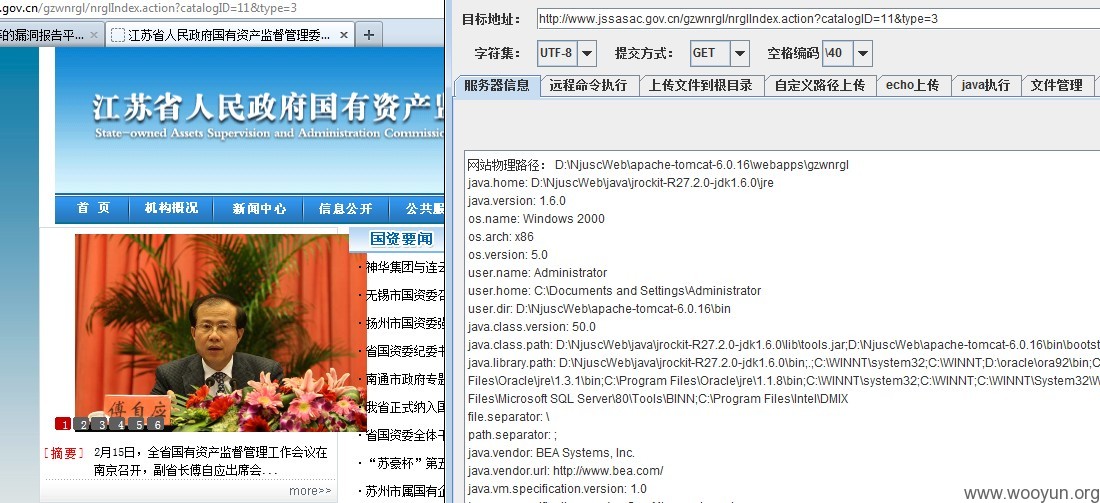 .gov.cn/gzwnrgl/nrglIndex.action?catalogID=11&type=3
的漏洞报告平...
江苏省人民政府国有资产监督管理委...
江苏省人民政府国有资产
State-owned Assets Supervision and Administration Commiss
首 页
机构概况
新闻中心
信息公开
公共服
国资要闻
神华集团与连云
无锡市国资委召
扬州市国资委强
省国资委纪委书
南通市政府专题
我省正式纳入国
省国资委全体干
“苏豪杯”第五
苏州市属国有企
傅自应
1 2 3 4 5 6
[摘要] 2月15日，全省国有资产监督管理工作会议在
南京召开，副省长傅自应出席会...
more>>
目标地址： http://www.jssasac.gov.cn/gzwnrgl/nrglIndex.action?catalogID=11&type=3
字符集： UTF-8 提交方式： GET 空格编码 \40
服务器信息 远程命令执行 上传文件到根目录 自定义路径上传 echo上传 java执行 文件管理
网站物理路径： D:\NjuscWeb\apache-tomcat-6.0.16\webapps\gzwnrgl
java.home: D:\NjuscWeb\java\jrockit-R27.2.0-jdk1.6.0\jre
java.version: 1.6.0
os.name: Windows 2000
os.arch: x86
os.version: 5.0
user.name: Administrator
user.home: C:\Documents and Settings\Administrator
user.dir: D:\NjuscWeb\apache-tomcat-6.0.16\bin
java.class.version: 50.0
java.class.path: D:\NjuscWeb\java\jrockit-R27.2.0-jdk1.6.0\lib\tools.jar;D:\NjuscWeb\apache-tomcat-6.0.16\bin\bootst
java.library.path: D:\NjuscWeb\java\jrockit-R27.2.0-jdk1.6.0\bin;.;C:\WINNT\system32;C:\WINNT;D:\oracle\ora92\bin;C
Files\Oracle\jre\1.3.1\bin;C:\Program Files\Oracle\jre\1.1.8\bin;C:\WINNT\system32;C:\WINNT;C:\WINNT\System32\W
Files\Microsoft SQL Server\80\Tools\BINN;C:\Program Files\Intel\DMIX
file.separator: \
path.separator: ;
java.vendor: BEA Systems, Inc.
java.vendor.url: http://www.bea.com/
java.vm.specification.version: 1.0
www.wooyun.org